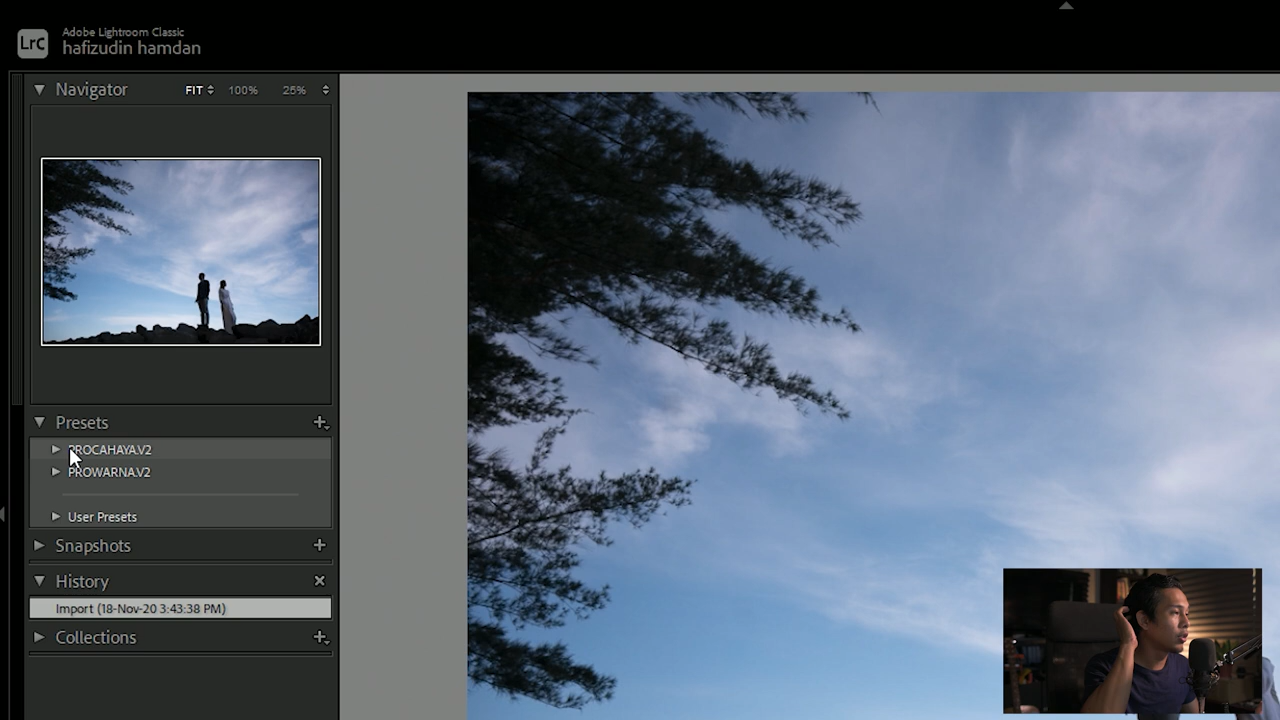 LrC
Adobe Lightroom Classic
hafizudin hamdan
Navigator FIT 100% 25%
Presets
PROCAHAYA.V2
PROWARNA.V2
User Presets
Snapshots
History
Import (18-Nov-20 3:43:38 PM)
Collections